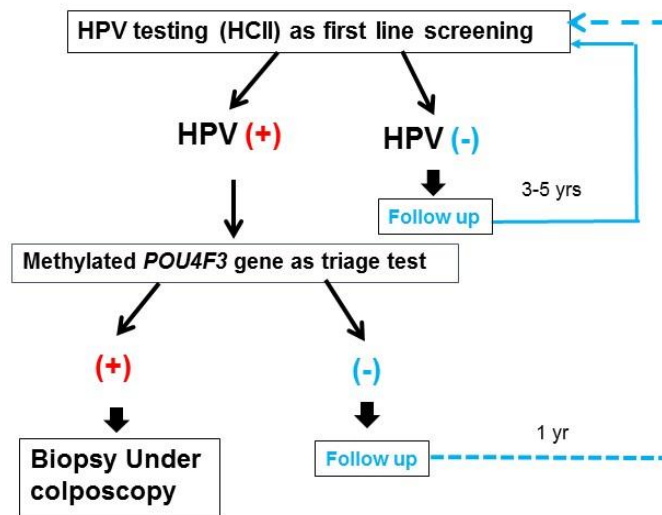 HPV testing (HCII) as first line screening
HPV (+)
HPV (-)
3-5 yrs
Follow up
Methylated POU4F3 gene as triage test
(+)
(-)
1 yr
Biopsy Under
colposcopy
Follow up